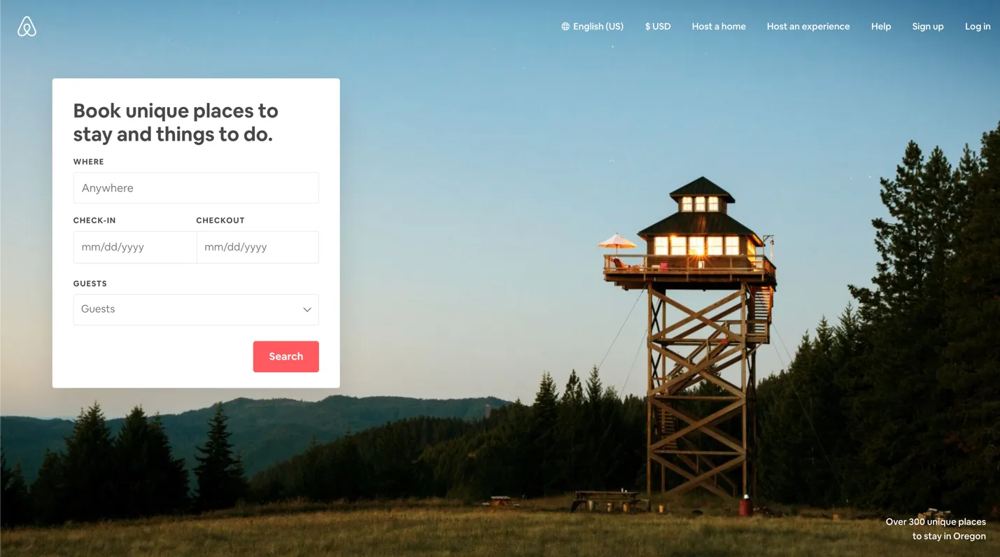 English (US) $ USD Host a home Host an experience Help Sign up Log in
Book unique places to
stay and things to do.
WHERE
Anywhere
CHECK-IN CHECKOUT
mm/dd/yyyy mm/dd/yyyy
GUESTS
Guests
Search
Over 300 unique places
to stay in Oregon